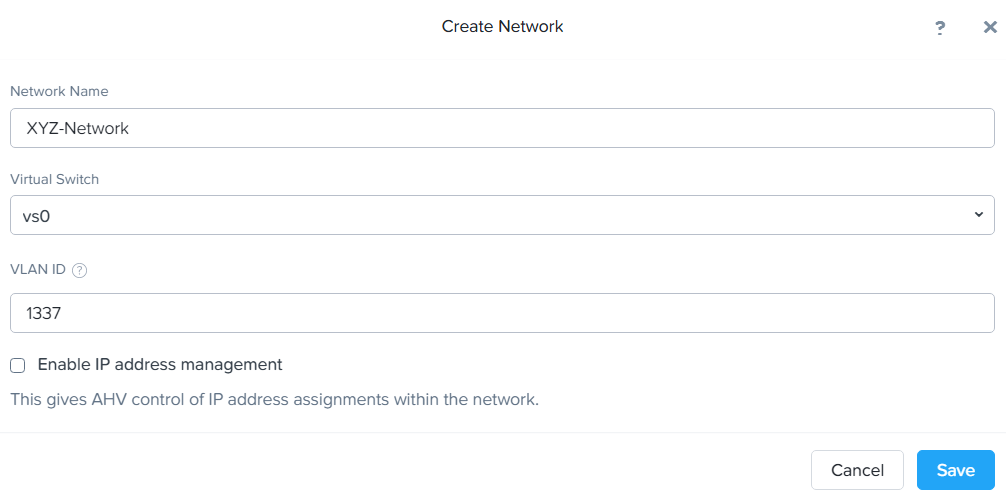 Create Network
?
Network Name
XYZ-Network
Virtual Switch
vs0
VLAN ID ?
1337
Enable IP address management
This gives AHV control of IP address assignments within the network.
Cancel
Save